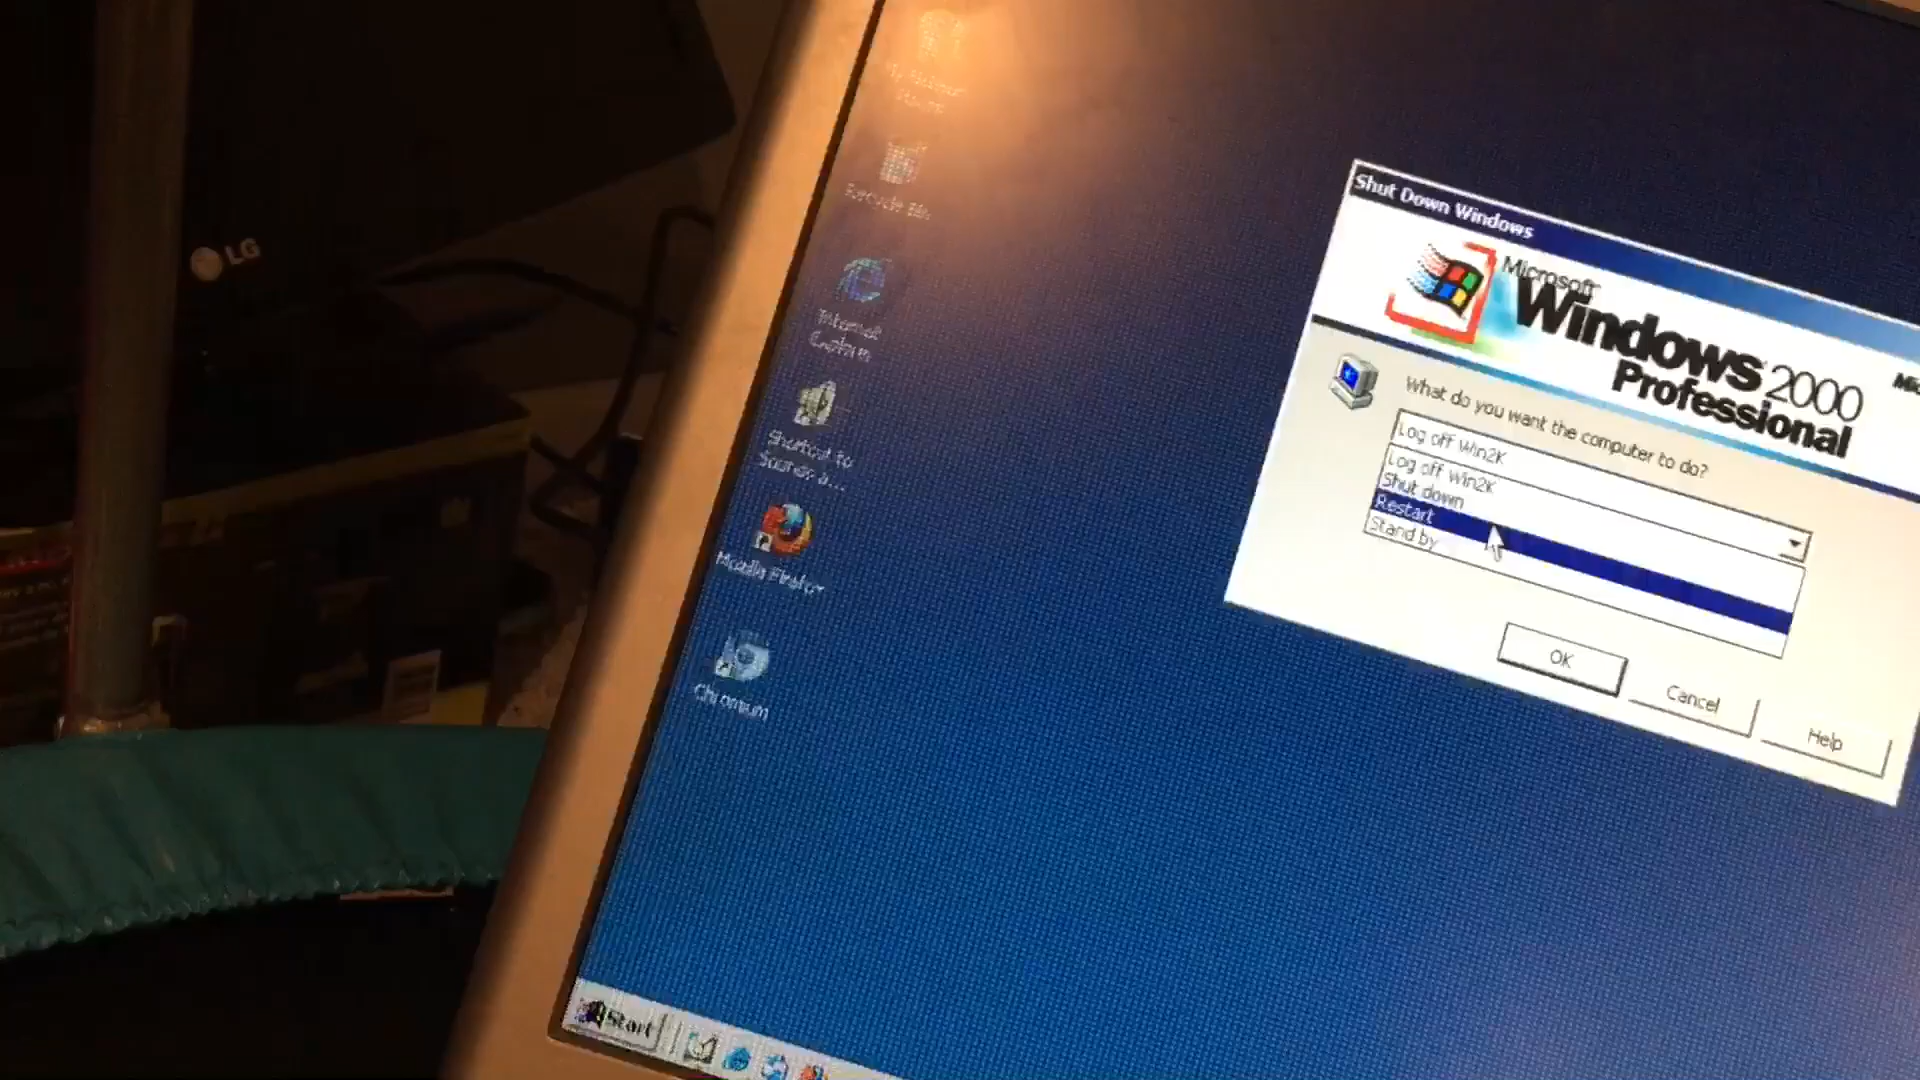 LG
Recycle Bin
Internet
Explorer
Shortcut to
Mozilla Firefox
Chromium
Start
Shut Down Windows
Microsoft
Windows 2000
Professional
What do you want the computer to do?
Log off Win2K
Log off Win2K
Shut down
Restart
Stand by
OK
Cancel
Help